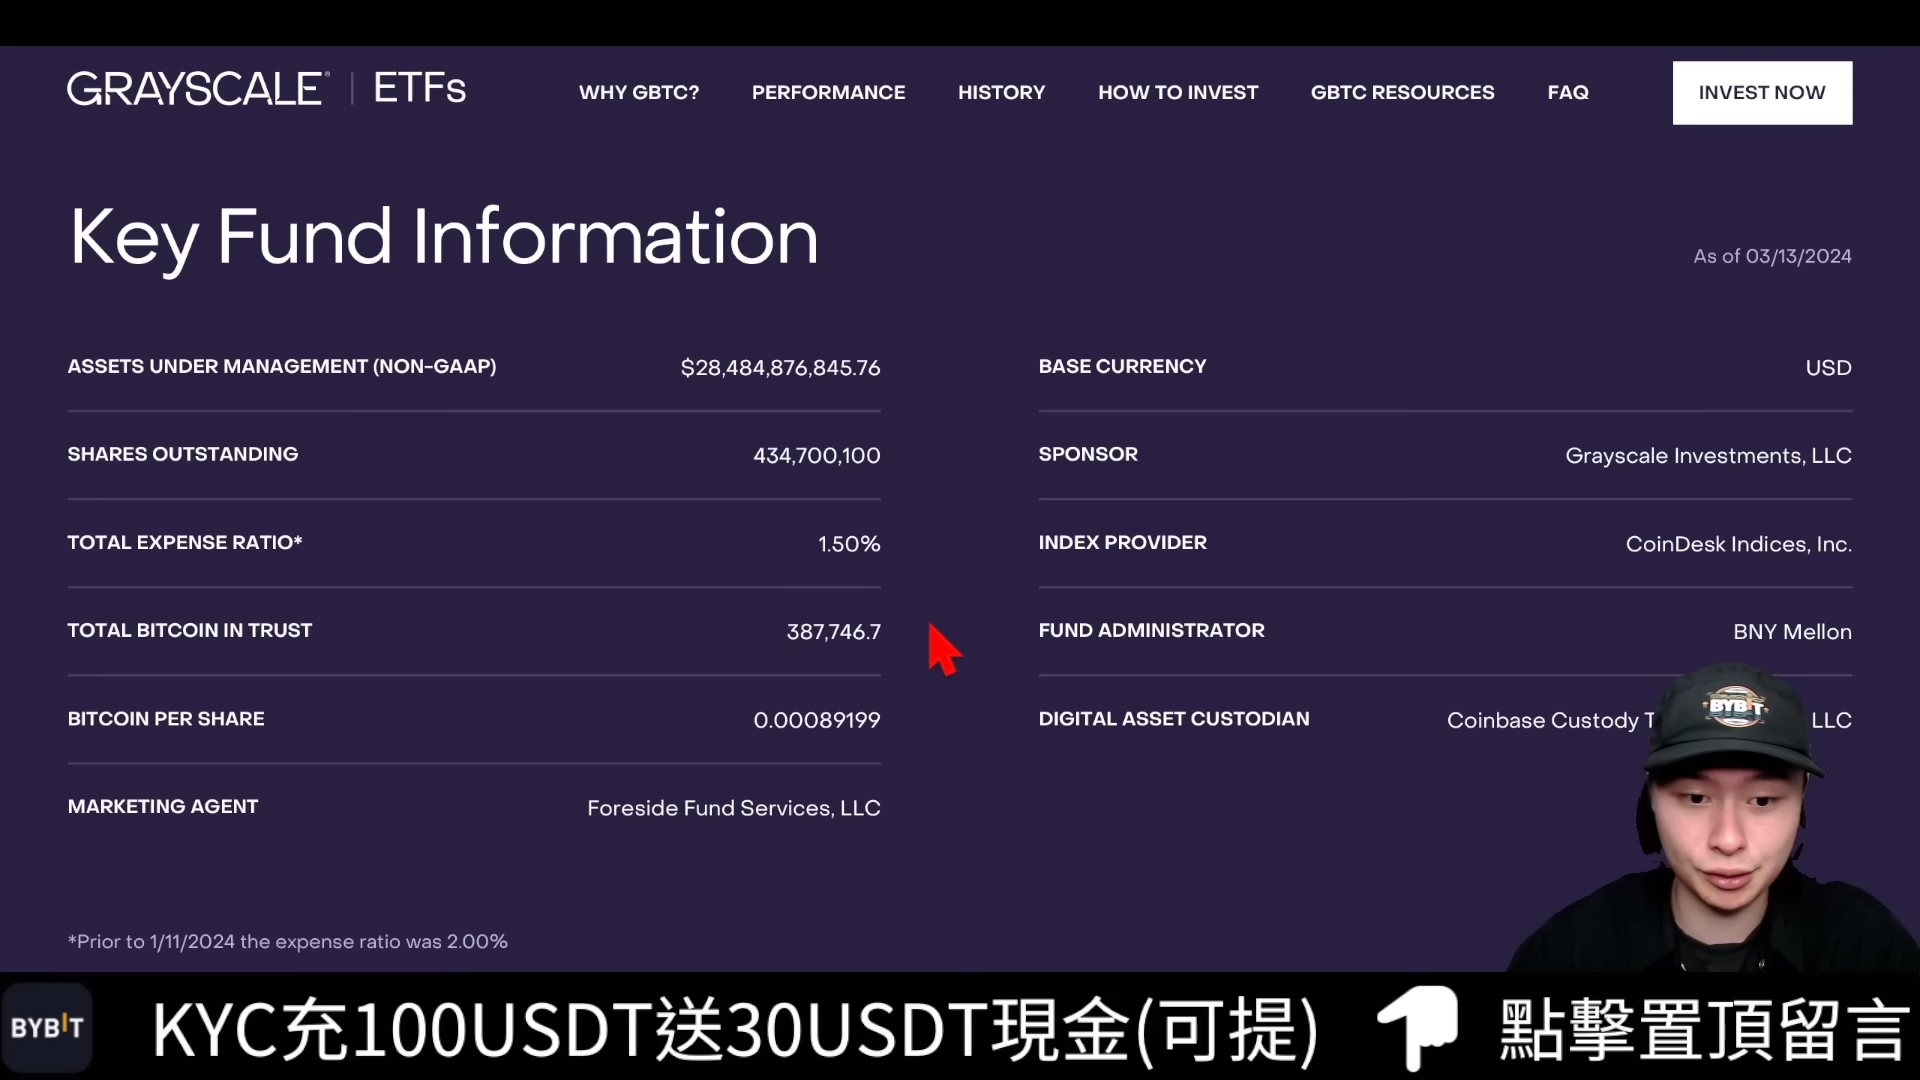 GRAYSCALE® | ETFs
WHY GBTC?
PERFORMANCE
HISTORY
HOW TO INVEST
GBTC RESOURCES
FAQ
INVEST NOW
Key Fund Information
As of 03/13/2024
ASSETS UNDER MANAGEMENT (NON-GAAP) $28,484,876,845.76
SHARES OUTSTANDING 434,700,100
TOTAL EXPENSE RATIO* 1.50%
TOTAL BITCOIN IN TRUST 387,746.7
BITCOIN PER SHARE 0.00089199
MARKETING AGENT Foreside Fund Services, LLC
BASE CURRENCY USD
SPONSOR Grayscale Investments, LLC
INDEX PROVIDER CoinDesk Indices, Inc.
FUND ADMINISTRATOR BNY Mellon
DIGITAL ASSET CUSTODIAN Coinbase Custody LLC
BYBIT
*Prior to 1/11/2024 the expense ratio was 2.00%
BYBIT
KYC充100USDT送30USDT現金(可提)
點擊置頂留言